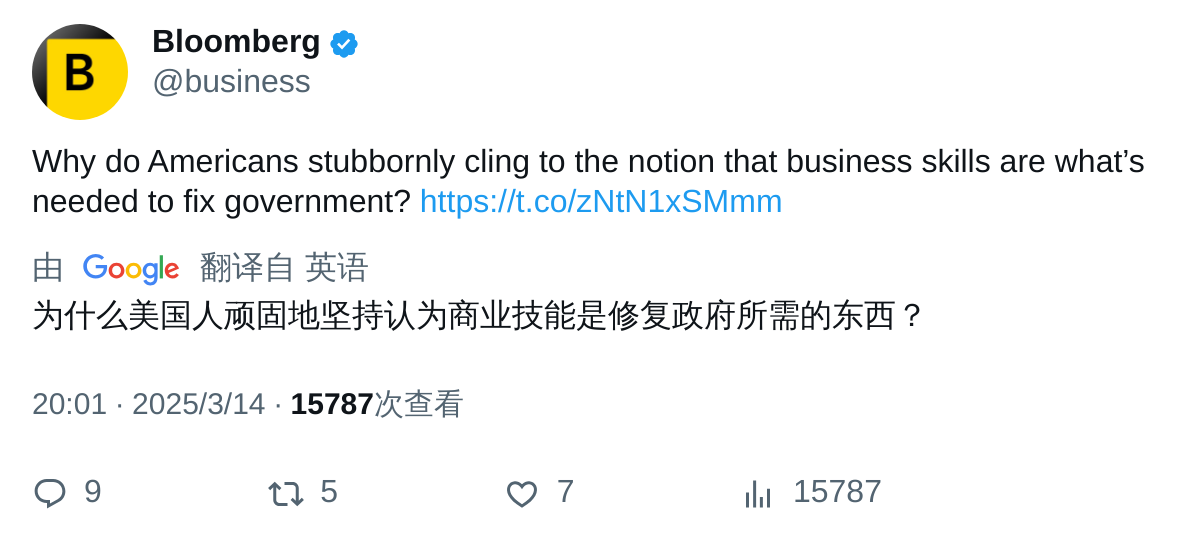 B
Bloomberg
@business
Why do Americans stubbornly cling to the notion that business skills are what’s
needed to fix government? https://t.co/zNtN1xSMmm
由 Google 翻译自 英语
为什么美国人顽固地坚持认为商业技能是修复政府所需的东西？
20:01 · 2025/3/14 · 15787次查看
9 5 7 15787